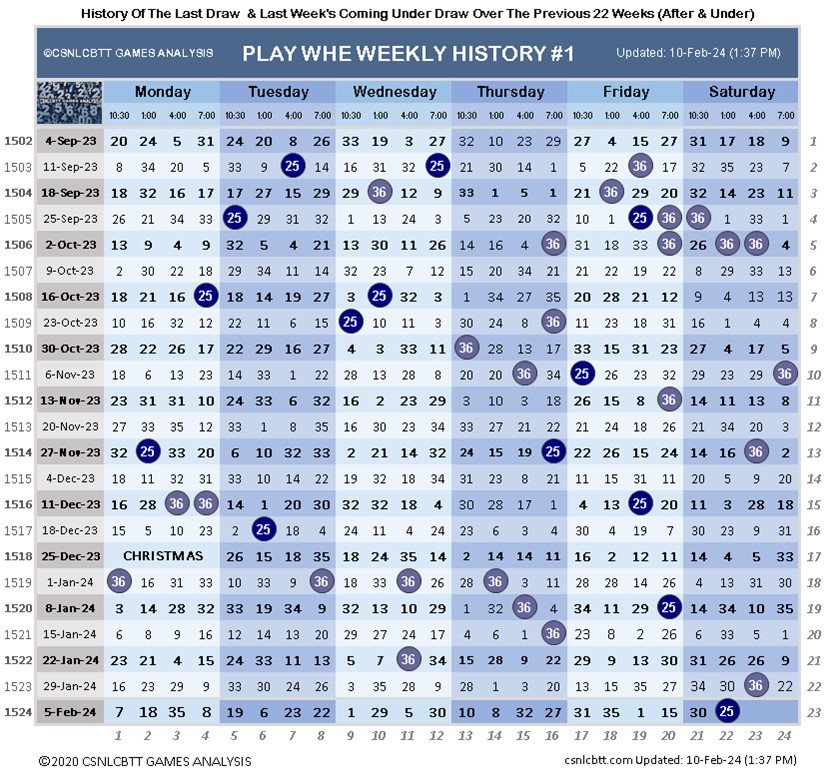 History Of The Last Draw & Last Week's Coming Under Draw Over The Previous 22 Weeks (After & Under)
©CSNLCBTT GAMES ANALYSIS PLAY WHE WEEKLY HISTORY #1 Updated: 10-Feb-24 (1:37 PM)
Monday Tuesday Wednesday Thursday Friday Saturday
10:30 1:00 4:00 7:00 10:30 1:00 4:00 7:00 10:30 1:00 4:00 7:00 10:30 1:00 4:00 7:00 10:30 1:00 4:00 7:00 10:30 1:00 4:00 7:00
1502 4-Sep-23 20 24 5 31 24 20 8 26 33 19 3 27 32 10 23 29 27 4 15 27 31 17 18 9 1
1503 11-Sep-23 8 34 20 5 33 9 25 14 16 31 32 25 21 30 14 1 5 22 36 17 32 35 23 7 2
1504 18-Sep-23 18 32 16 17 17 27 15 29 29 36 12 9 33 1 5 1 21 36 29 20 32 14 23 11 3
1505 25-Sep-23 26 21 34 33 25 29 31 32 1 13 24 3 5 23 20 32 10 1 25 36 36 1 33 1 4
1506 2-Oct-23 13 9 4 9 32 5 4 21 13 30 11 26 14 16 4 36 31 18 33 36 26 36 36 4 5
1507 9-Oct-23 2 30 22 18 29 34 11 14 32 23 7 12 15 20 34 21 21 22 19 22 8 29 33 13 6
1508 16-Oct-23 18 21 16 25 18 14 19 27 3 25 32 3 1 34 27 35 20 28 21 12 9 4 13 13 7
1509 23-Oct-23 10 16 32 12 22 11 6 15 25 10 11 3 30 24 8 36 11 23 18 31 16 1 4 4 8
1510 30-Oct-23 28 22 26 17 22 29 16 27 4 3 33 11 36 28 13 17 33 15 31 23 27 4 17 5 9
1511 6-Nov-23 18 6 13 23 14 33 1 22 28 13 28 8 20 20 36 34 25 26 23 32 29 23 29 36 10
1512 13-Nov-23 23 31 31 10 24 33 6 32 16 2 23 29 3 10 3 18 26 15 8 36 14 11 13 8 11
1513 20-Nov-23 27 33 35 12 33 1 8 35 16 30 23 34 33 27 21 22 21 24 18 26 21 34 20 3 12
1514 27-Nov-23 32 25 33 20 6 10 32 33 2 21 14 32 24 15 19 25 22 26 15 24 14 16 36 2 13
1515 4-Dec-23 18 11 32 31 33 32 32 5 15 22 34 32 31 23 8 21 11 15 31 14 20 5 9 20 14
1516 11-Dec-23 16 28 36 36 14 1 20 30 32 32 18 4 30 28 17 1 4 13 25 20 11 3 28 18 15
1517 18-Dec-23 15 5 10 23 2 25 18 4 24 11 4 24 23 6 3 8 34 4 19 7 30 23 9 31 16
1518 25-Dec-23 CHRISTMAS 26 15 18 35 18 24 35 14 2 14 14 11 16 2 12 11 14 4 5 33 17
1519 1-Jan-24 36 16 31 33 10 33 9 36 18 33 36 26 28 36 3 11 28 28 14 26 4 13 31 30 18
1520 8-Jan-24 3 14 28 32 33 19 34 9 32 13 10 29 1 32 36 4 34 11 29 25 14 34 10 35 19
1521 15-Jan-24 6 8 9 16 12 14 13 20 29 27 24 17 4 6 1 36 23 8 2 26 6 33 5 1 20
1522 22-Jan-24 23 21 4 15 24 33 11 13 5 7 36 34 15 28 9 22 29 9 13 30 31 26 26 9 21
1523 29-Jan-24 16 23 29 9 33 30 24 26 3 35 28 9 28 1 3 20 13 15 35 27 34 30 36 22 22
1524 5-Feb-24 7 18 35 8 19 6 23 22 1 29 5 30 10 8 32 27 31 35 1 15 30 25 23
1 2 3 4 5 6 7 8 9 10 11 12 13 14 15 16 17 18 19 20 21 22 23 24
©2020 CSNLCBTT GAMES ANALYSIS csnlcbtt.com Updated: 10-Feb-24 (1:37 PM)